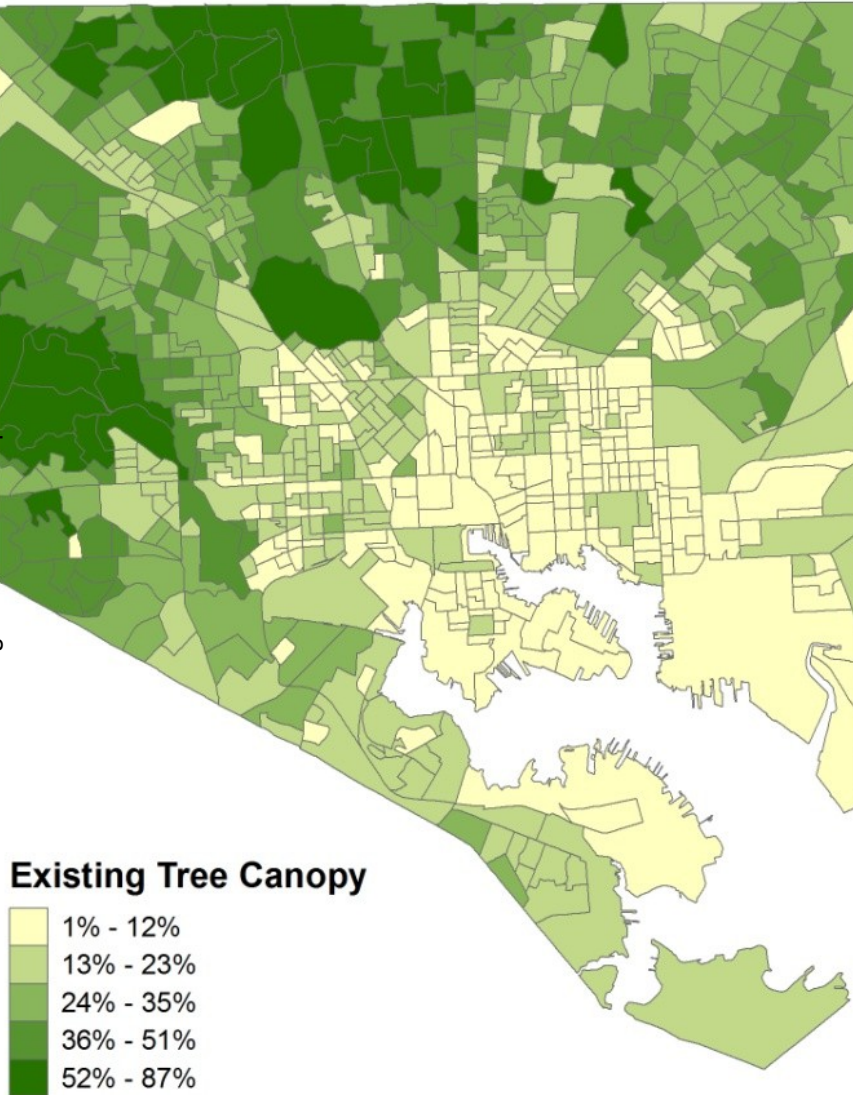 Existing Tree Canopy
1% - 12%
13% - 23%
24% - 35%
36% - 51%
52% - 87%